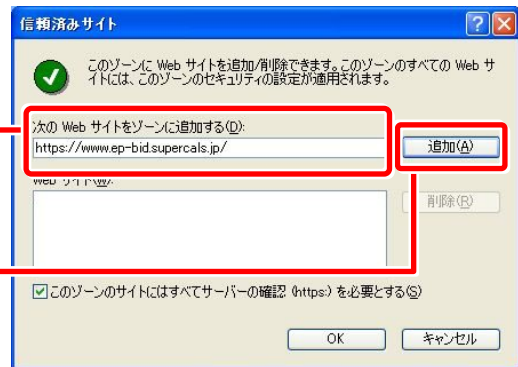 信頼済みサイト
このゾーンに Web サイトを追加/削除できます。このゾーンのすべての Web サ
イトには、このゾーンのセキュリティの設定が適用されます。
次の Web サイトをゾーンに追加する(D):
https://www.ep-bid.supercals.jp/
追加(A)
Web サイト(W):
削除(R)
このゾーンのサイトにはすべてサーバーの確認 (https:) を必要とする(S)
OK
キャンセル